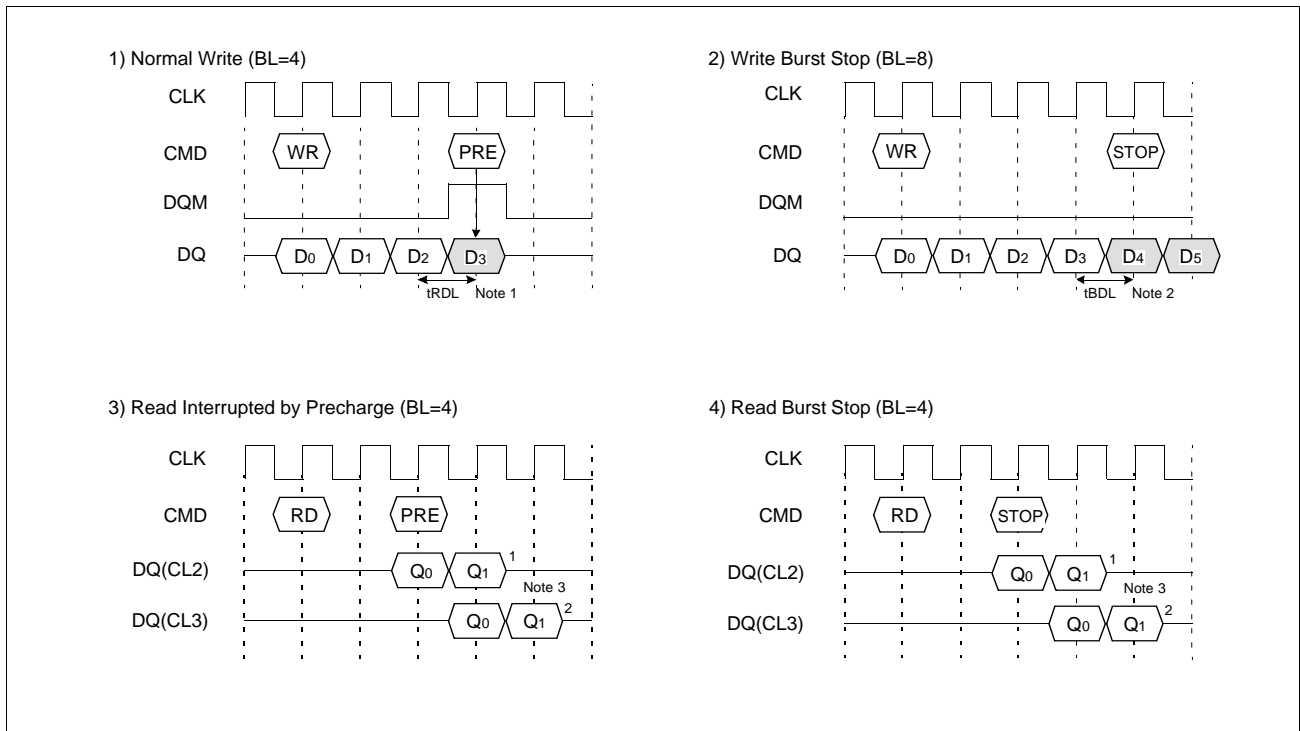 1) Normal Write (BL=4)
CLK
CMD WR PRE
DQM
DQ D0 D1 D2 D3
tRDL Note 1
2) Write Burst Stop (BL=8)
CLK
CMD WR STOP
DQM
DQ D0 D1 D2 D3 D4 D5
tBDL Note 2
3) Read Interrupted by Precharge (BL=4)
CLK
CMD RD PRE
DQ(CL2) Q0 Q1 1
Note 3
DQ(CL3) Q0 Q1 2
4) Read Burst Stop (BL=4)
CLK
CMD RD STOP
DQ(CL2) Q0 Q1 1
Note 3
DQ(CL3) Q0 Q1 2